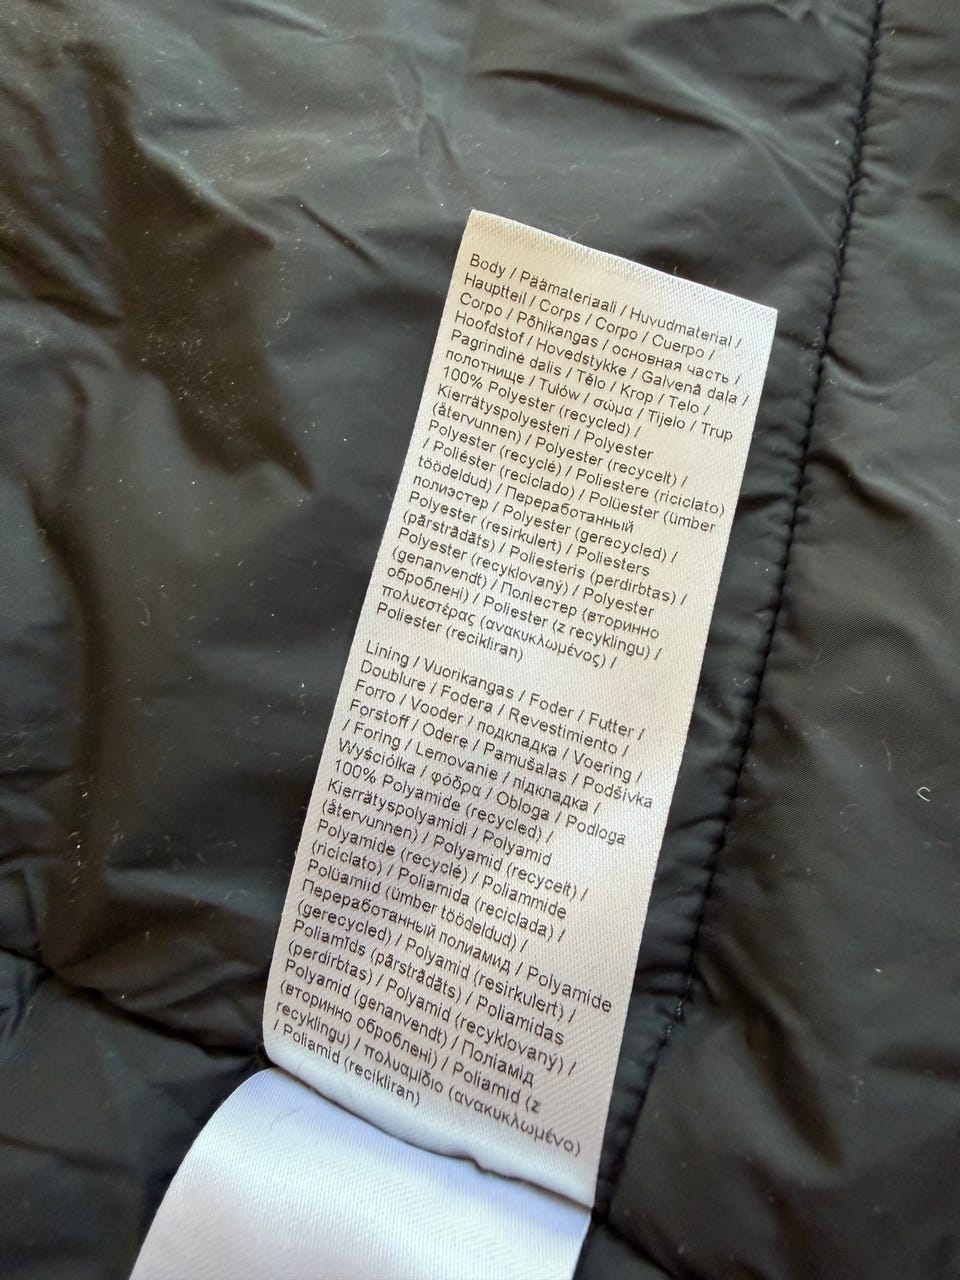 Body / Päämateriaali / Huvudmaterial /
Hauptteil / Corps / Corpo / Cuerpo /
Corpo / Põhikangas / основная часть /
Hoofdstof / Hovedstykke / Galvenā daļa /
Pagrindinė dalis / Tělo / Krop / Telo /
полотнище / Tułów / σώμα / Tijelo / Trup
100% Polyester (recycled) /
Kierrätyspolyesteri / Polyester
(återvunnen) / Polyester (recycelt) /
Polyester (recyclé) / Poliestere (riciclato)
/ Poliéster (reciclado) / Polüester (ümber
töödeldud) / Переработанный
полиэстер / Polyester (gerecycled) /
Polyester (resirkulert) / Poliesters
(pārstrādāts) / Poliesteris (perdirbtas) /
Polyester (recyklovaný) / Polyester
(genanvendt) / Поліестер (вторинно
оброблені) / Poliester (z recyklingu) /
πολυεστέρας (ανακυκλωμένος) /
Poliester (recikliran)
Lining / Vuorikangas / Foder / Futter /
Doublure / Fodera / Revestimiento /
Forro / Vooder / подкладка / Voering /
Forstoff / Odere / Pamušalas / Podšívka
/ Foring / Lemovanie / підкладка /
Wyściółka / φόδρα / Obloga / Podloga
100% Polyamide (recycled) /
Kierrätyspolyamidi / Polyamid
(återvunnen) / Polyamid (recycelt) /
Polyamide (recyclé) / Poliammide
(riciclato) / Poliamida (reciclada) /
Polüamiid (ümber töödeldud) /
Переработанный полиамид / Polyamide
(gerecycled) / Polyamid (resirkulert) /
Poliamīds (pārstrādāts) / Poliamidas
(perdirbtas) / Polyamid (recyklovaný) /
Polyamid (genanvendt) / Поліамід
(вторинно оброблені) / Poliamid (z
recyklingu) / πολυαμίδιο (ανακυκλωμένο)
/ Poliamid (recikliran)